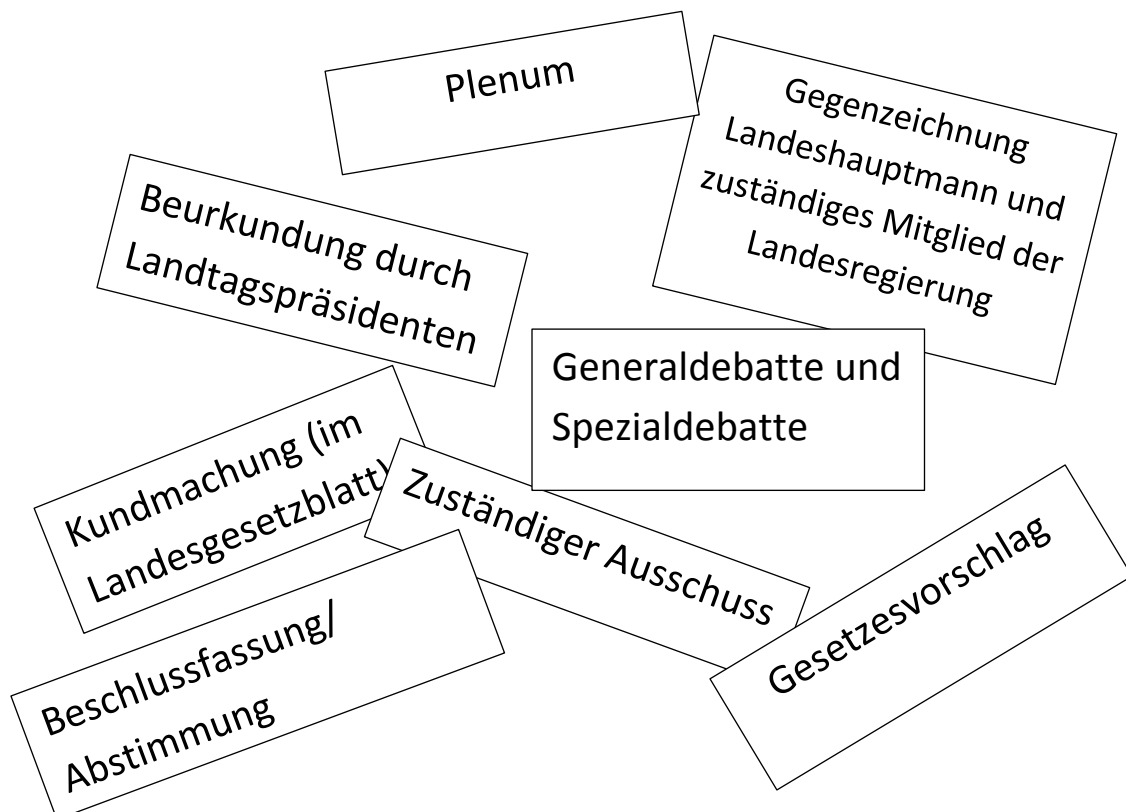 Plenum
Gegenzeichnung
Landeshauptmann und
zuständiges Mitglied der
Landesregierung
Beurkundung durch
Landtagspräsidenten
Generaldebatte und
Spezialdebatte
Kundmachung (im
Landesgesetzblatt)
Zuständiger Ausschuss
Gesetzesvorschlag
Beschlussfassung/
Abstimmung